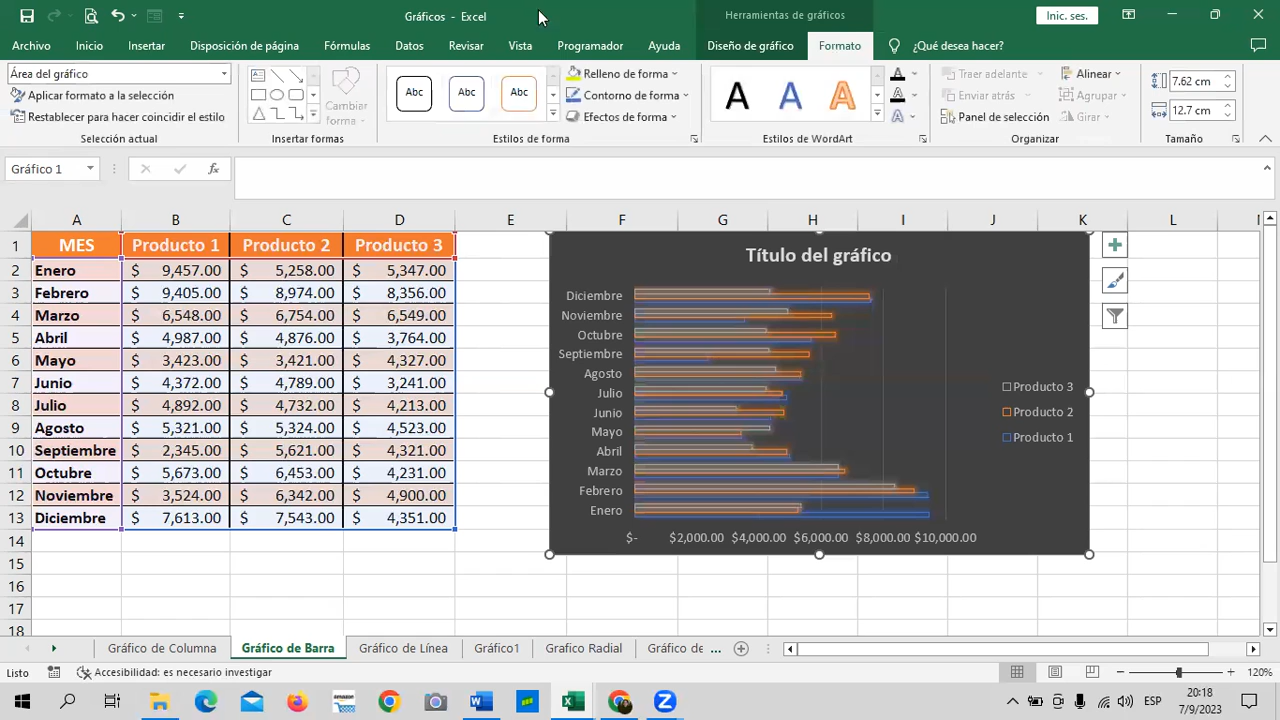 Gráficos - Excel
Herramientas de gráficos
Inic. ses.
Archivo Inicio Insertar Disposición de página Fórmulas Datos Revisar Vista Programador Ayuda Diseño de gráfico Formato ¿Qué desea hacer?
Área del gráfico
Aplicar formato a la selección
Restablecer para hacer coincidir el estilo
Selección actual
Cambiar
forma
Insertar formas
Abc Abc Abc
Relleno de forma
Contorno de forma
Efectos de forma
Estilos de forma
A A A
Estilos de WordArt
Traer adelante
Enviar atrás
Panel de selección
Alinear
Agrupar
Girar
Organizar
7.62 cm
12.7 cm
Tamaño
Gráfico 1
fx
A B C D E F G H I J K L
1 MES Producto 1 Producto 2 Producto 3
2 Enero $ 9,457.00 $ 5,258.00 $ 5,347.00
3 Febrero $ 9,405.00 $ 8,974.00 $ 8,356.00
4 Marzo $ 6,548.00 $ 6,754.00 $ 6,549.00
5 Abril $ 4,987.00 $ 4,876.00 $ 3,764.00
6 Mayo $ 3,423.00 $ 3,421.00 $ 4,327.00
7 Junio $ 4,372.00 $ 4,789.00 $ 3,241.00
8 Julio $ 4,892.00 $ 4,732.00 $ 4,213.00
9 Agosto $ 5,321.00 $ 5,324.00 $ 4,523.00
10 Septiembre $ 2,345.00 $ 5,621.00 $ 4,321.00
11 Octubre $ 5,673.00 $ 6,453.00 $ 4,231.00
12 Noviembre $ 3,524.00 $ 6,342.00 $ 4,900.00
13 Diciembre $ 7,613.00 $ 7,543.00 $ 4,351.00
14
15
16
17
18
Título del gráfico
Diciembre
Noviembre
Octubre
Septiembre
Agosto
Julio
Junio
Mayo
Abril
Marzo
Febrero
Enero
$- $2,000.00 $4,000.00 $6,000.00 $8,000.00 $10,000.00
Producto 3
Producto 2
Producto 1
Gráfico de Columna Gráfico de Barra Gráfico de Línea Gráfico1 Grafico Radial Gráfico de ...
Listo Accesibilidad: es necesario investigar 120%
amazon
ESP
20:18
7/9/2023